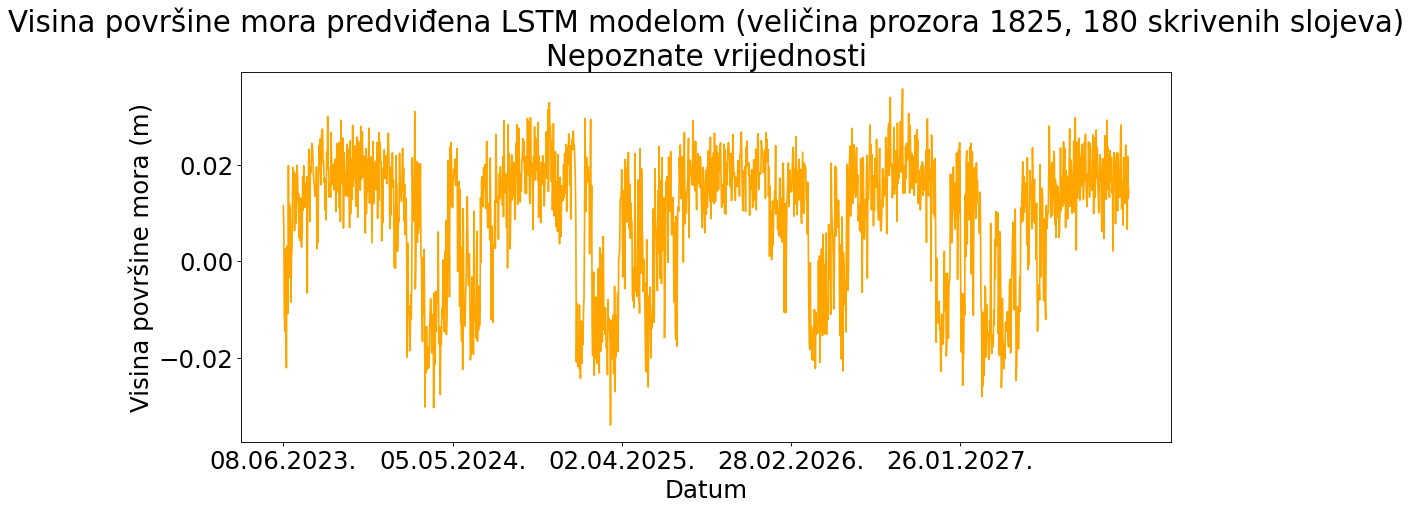 Visina površine mora predviđena LSTM modelom (veličina prozora 1825, 180 skrivenih slojeva)
Nepoznate vrijednosti
Visina površine mora (m)
0.02
0.00
−0.02
08.06.2023. 05.05.2024. 02.04.2025. 28.02.2026. 26.01.2027.
Datum